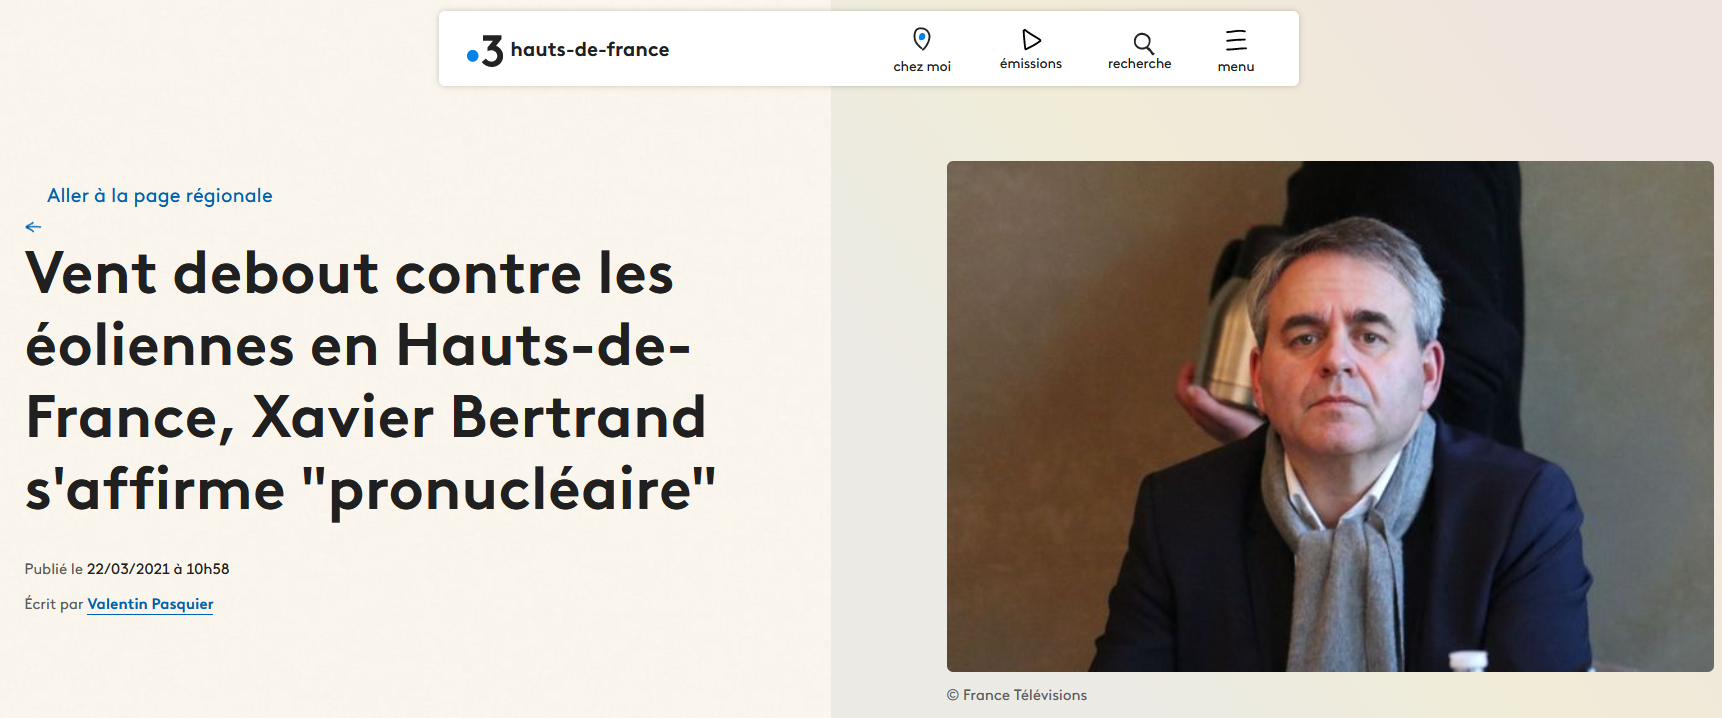 3 hauts-de-france
chez moi
émissions
recherche
menu
Aller à la page régionale
Vent debout contre les
éoliennes en Hauts-de-
France, Xavier Bertrand
s'affirme "pronucléaire"
Publié le 22/03/2021 à 10h58
Écrit par Valentin Pasquier
© France Télévisions